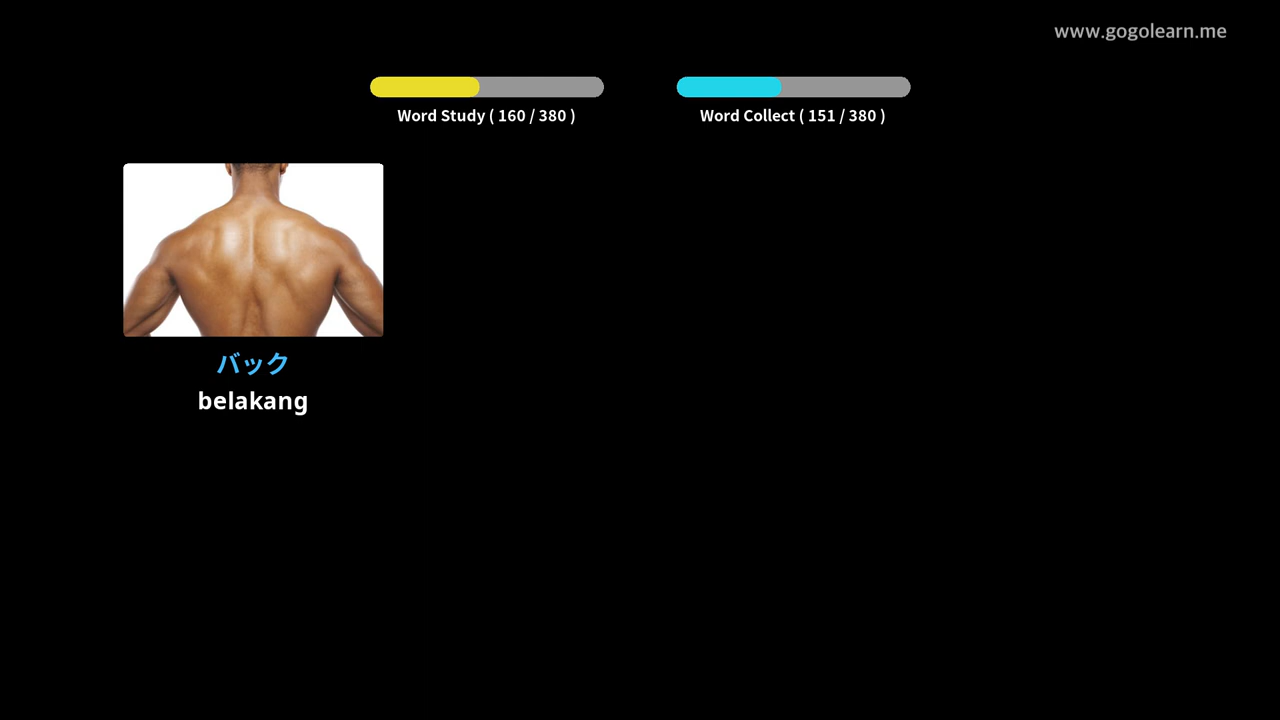 www.gogolearn.me
Word Study ( 160 / 380 )
Word Collect ( 151 / 380 )
バック
belakang